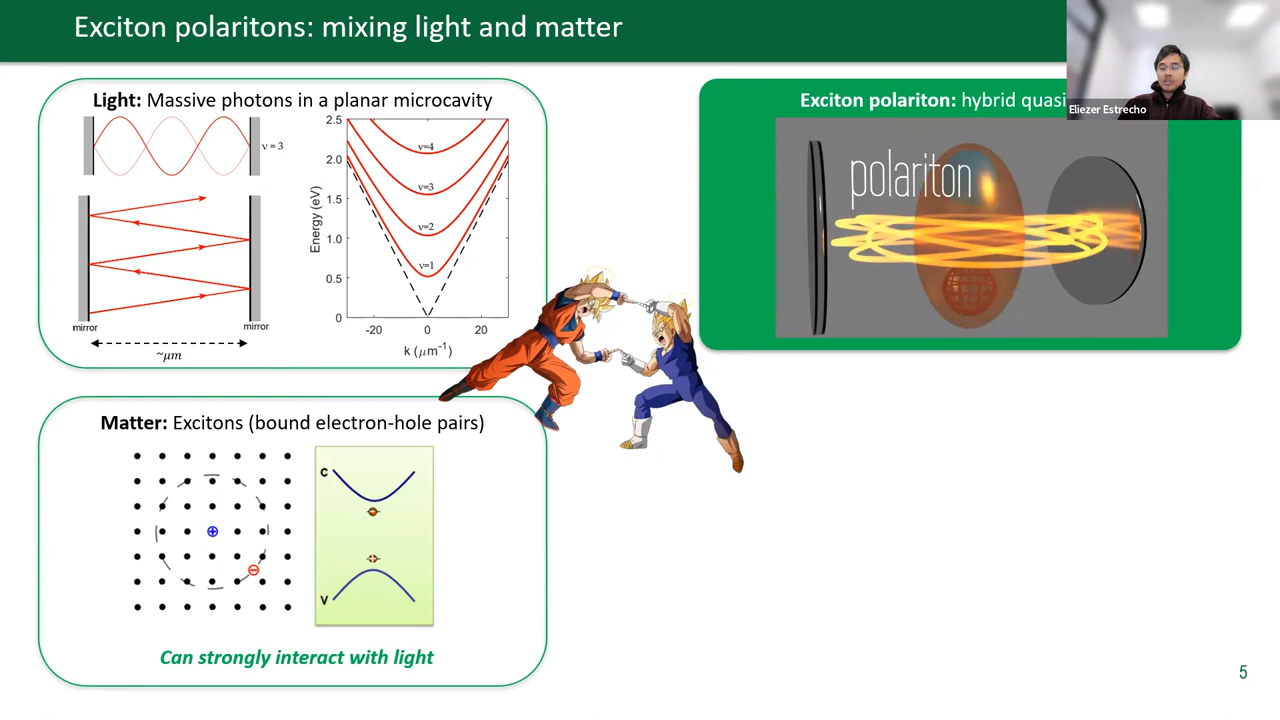 Exciton polaritons: mixing light and matter
Light: Massive photons in a planar microcavity
ν = 3
mirror
mirror
~μm
2.5
2.0
1.5
1.0
0.5
0
Energy (eV)
ν=4
ν=3
ν=2
ν=1
-20
0
20
k (μm⁻¹)
Matter: Excitons (bound electron-hole pairs)
C
V
Can strongly interact with light
Exciton polariton: hybrid quasi
polariton
Eliezer Estrecho
5